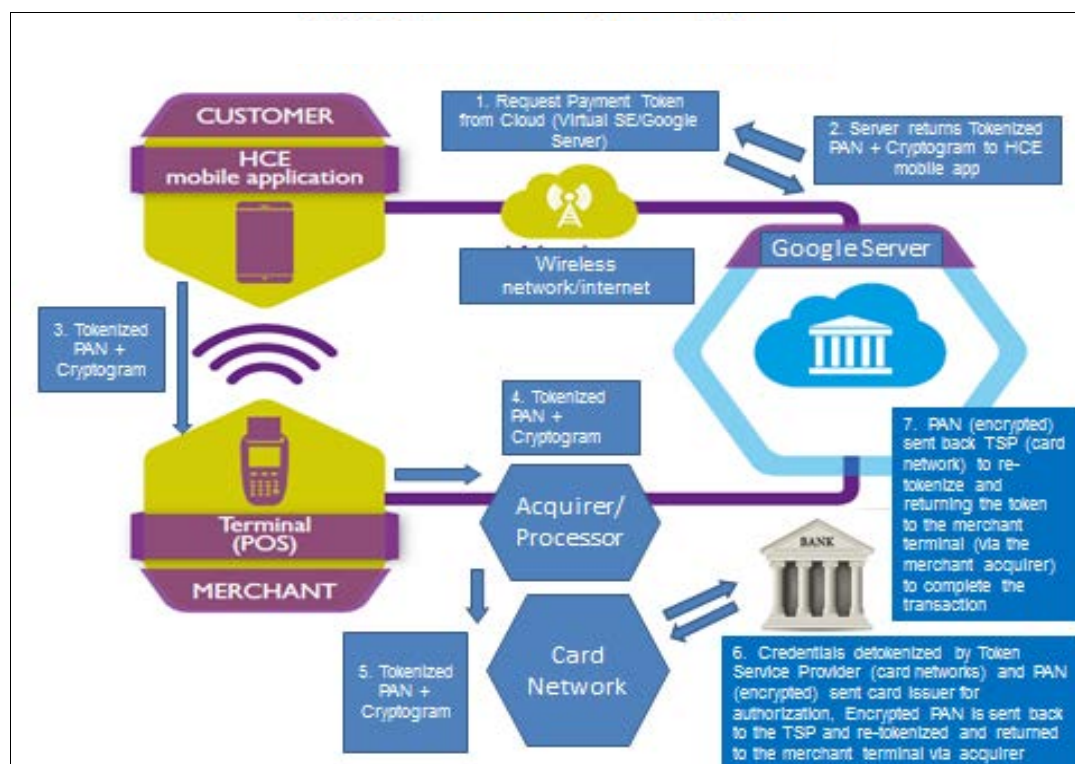 CUSTOMER
HCE
mobile application
1. Request Payment Token
from Cloud (Virtual SE/Google
Server)
2. Server returns Tokenized
PAN + Cryptogram to HCE
mobile app
Wireless
network/internet
Google Server
3. Tokenized
PAN +
Cryptogram
4. Tokenized
PAN +
Cryptogram
Terminal
(POS)
MERCHANT
Acquirer/
Processor
7. PAN (encrypted)
sent back TSP (card
network) to re-
tokenize and
returning the token
to the merchant
terminal (via the
merchant acquirer)
to complete the
transaction
BANK
5. Tokenized
PAN +
Cryptogram
Card
Network
6. Credentials detokenized by Token
Service Provider (card networks) and PAN
(encrypted) sent card issuer for
authorization, Encrypted PAN is sent back
to the TSP and re-tokenized and returned
to the merchant terminal via acquirer